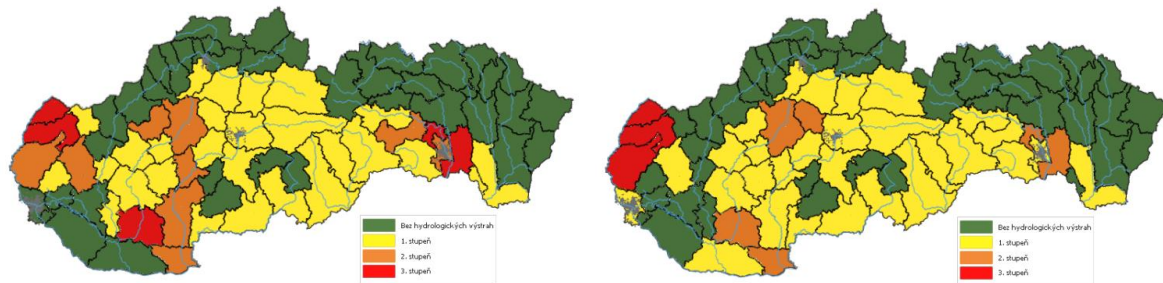 Bez hydrologických výstrah
1. stupeň
2. stupeň
3. stupeň
Bez hydrologických výstrah
1. stupeň
2. stupeň
3. stupeň